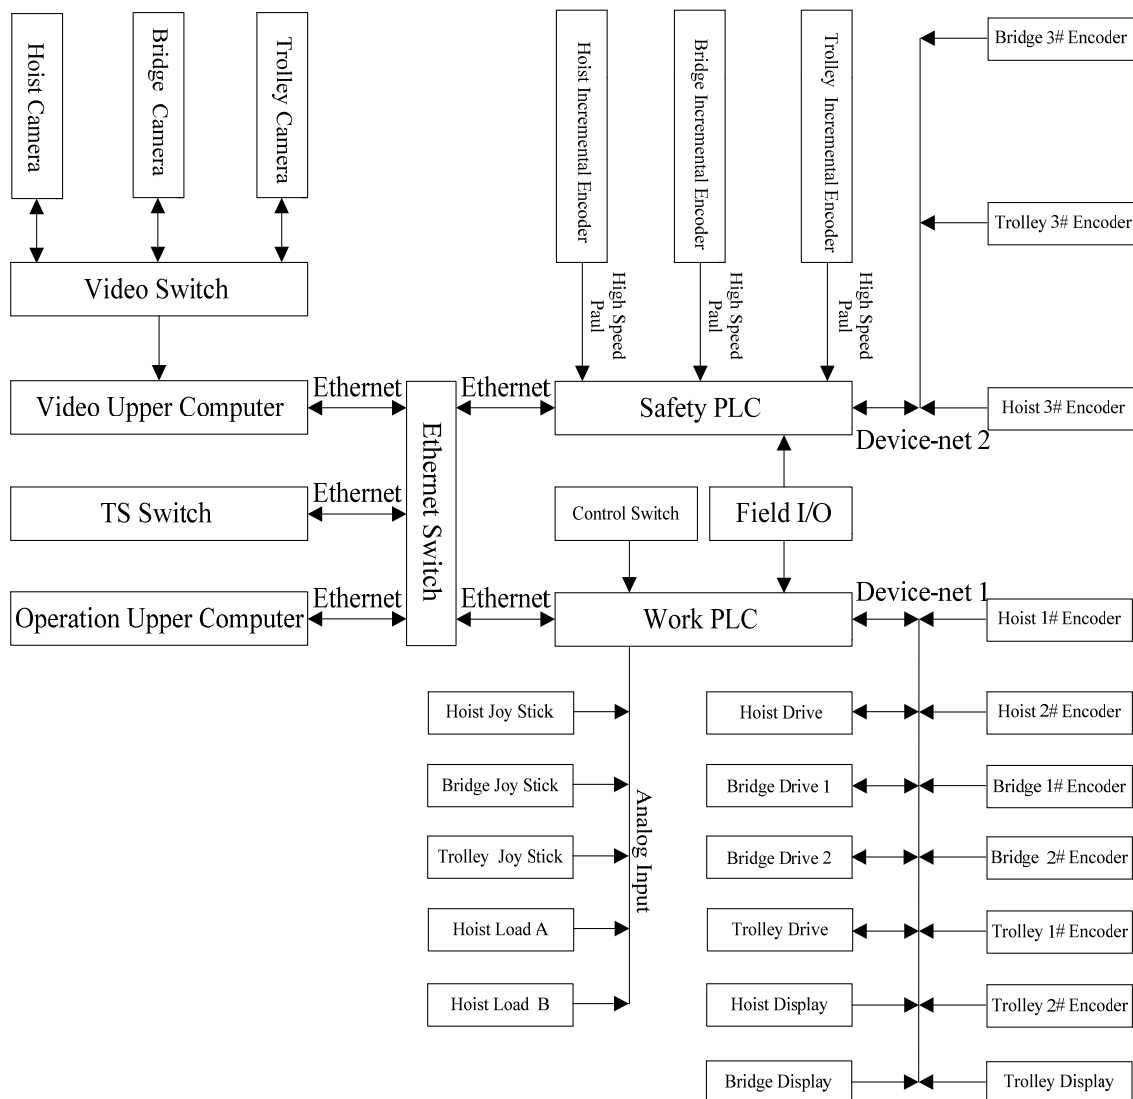 Hoist Camera
Bridge Camera
Trolley Camera
Hoist Incremental Encoder
Bridge Incremental Encoder
Trolley Incremental Encoder
Bridge 3# Encoder
Trolley 3# Encoder
Video Switch
High Speed
Paul
High Speed
Paul
High Speed
Paul
Video Upper Computer
Ethernet
Ethernet
Safety PLC
Hoist 3# Encoder
Device-net 2
Ethernet Switch
TS Switch
Ethernet
Control Switch
Field I/O
Operation Upper Computer
Ethernet
Ethernet
Work PLC
Device-net 1
Hoist 1# Encoder
Hoist Joy Stick
Hoist Drive
Hoist 2# Encoder
Bridge Joy Stick
Bridge Drive 1
Bridge 1# Encoder
Analog Input
Trolley Joy Stick
Bridge Drive 2
Bridge 2# Encoder
Hoist Load A
Trolley Drive
Trolley 1# Encoder
Hoist Load B
Hoist Display
Trolley 2# Encoder
Bridge Display
Trolley Display